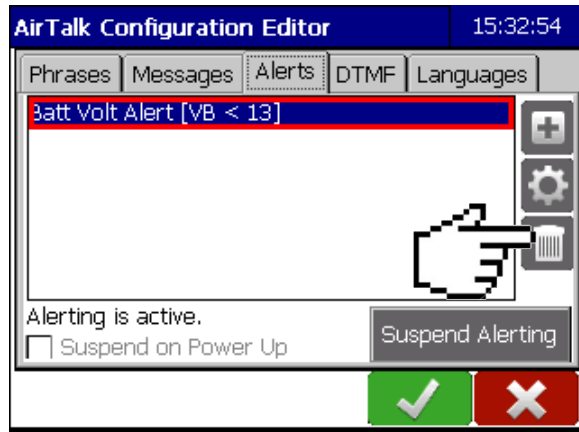 AirTalk Configuration Editor 15:32:54
Phrases Messages Alerts DTMF Languages
Batt Volt Alert [VB < 13]
Alerting is active.
Suspend on Power Up
Suspend Alerting